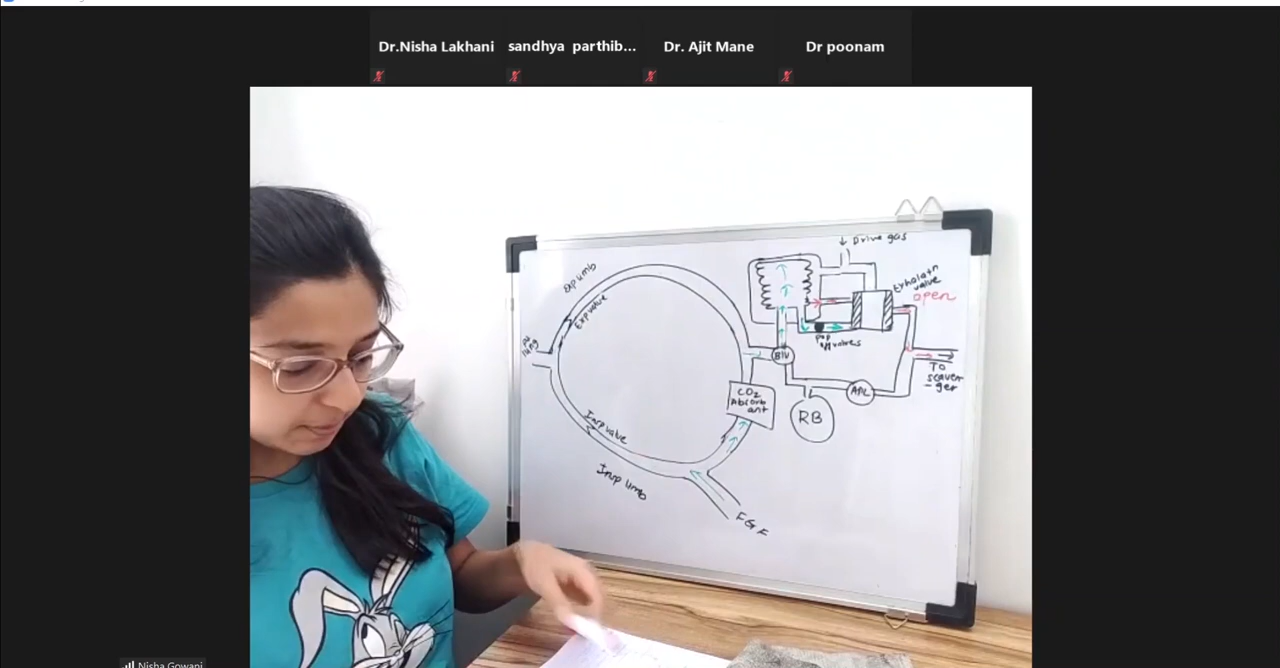 Dr.Nisha Lakhani
sandhya parthib...
Dr. Ajit Mane
Dr poonam
↓ Drive gas
Exp limb
Exp valve
Exhalatn
valve
open
pop
off valves
BIV
TO
scaven
-ger
CO2
Absorb
ant
APL
RB
Insp valve
Insp limb
FGF
Nisha Gowani